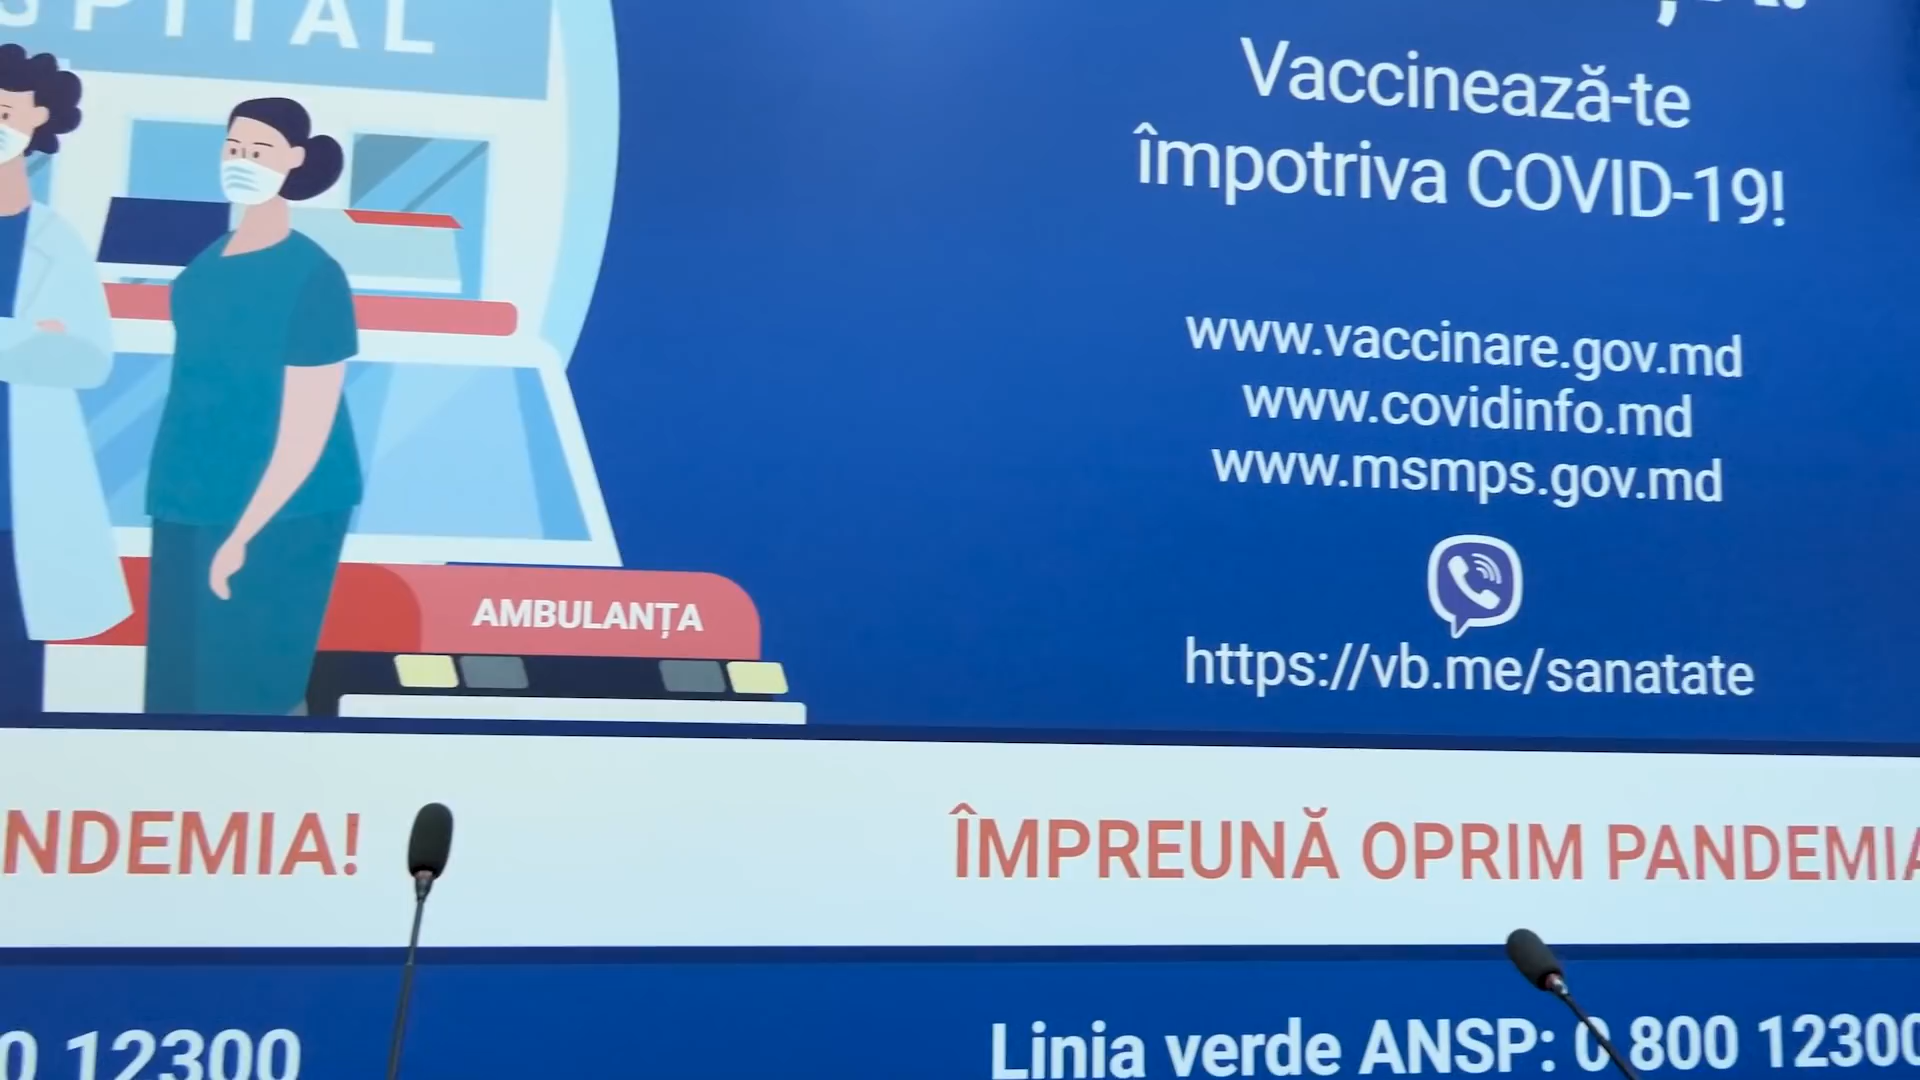 SPITAL
Vaccinează-te
împotriva COVID-19!
www.vaccinare.gov.md
www.covidinfo.md
www.msmps.gov.md
https://vb.me/sanatate
AMBULANȚA
NDEMIA!
ÎMPREUNĂ OPRIM PANDEMIA
0 12300
Linia verde ANSP: 0 800 12300